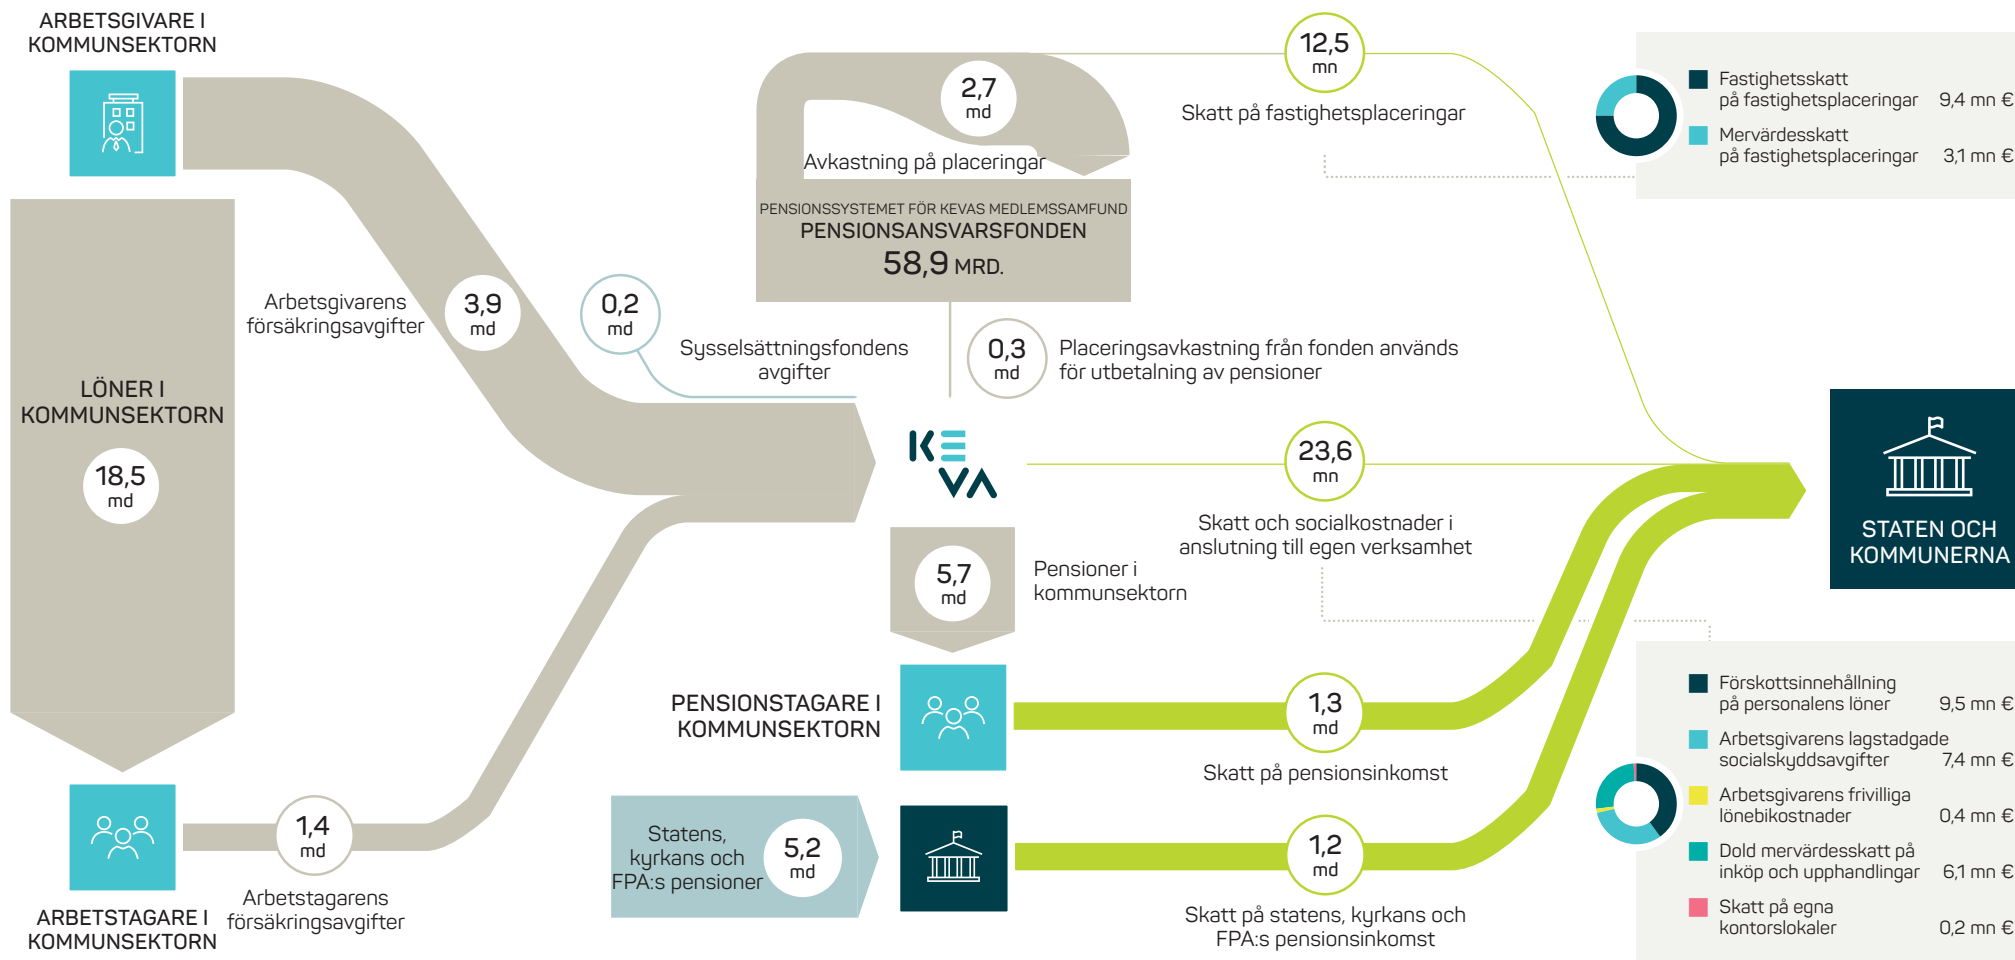 ARBETSGIVARE I
KOMMUNSEKTORN
LÖNER I
KOMMUNSEKTORN
18,5
md
ARBETSTAGARE I
KOMMUNSEKTORN
Arbetsgivarens
försäkringsavgifter
3,9
md
1,4
md
Arbetstagarens
försäkringsavgifter
0,2
md
Sysselsättningsfondens
avgifter
2,7
md
Avkastning på placeringar
PENSIONSSYSTEMET FÖR KEVAS MEDLEMSSAMFUND
PENSIONSANSVARSFONDEN
58,9 MRD.
0,3
md
Placeringsavkastning från fonden används
för utbetalning av pensioner
KEVA
5,7
md
Pensioner i
kommunsektorn
PENSIONSTAGARE I
KOMMUNSEKTORN
Statens,
kyrkans och
FPA:s pensioner
5,2
md
12,5
mn
Skatt på fastighetsplaceringar
23,6
mn
Skatt och socialkostnader i
anslutning till egen verksamhet
1,3
md
Skatt på pensionsinkomst
1,2
md
Skatt på statens, kyrkans och
FPA:s pensionsinkomst
Fastighetsskatt
på fastighetsplaceringar 9,4 mn €
Mervärdesskatt
på fastighetsplaceringar 3,1 mn €
STATEN OCH
KOMMUNERNA
Förskottsinnehållning
på personalens löner 9,5 mn €
Arbetsgivarens lagstadgade
socialskyddsavgifter 7,4 mn €
Arbetsgivarens frivilliga
lönebikostnader 0,4 mn €
Dold mervärdesskatt på
inköp och upphandlingar 6,1 mn €
Skatt på egna
kontorslokaler 0,2 mn €